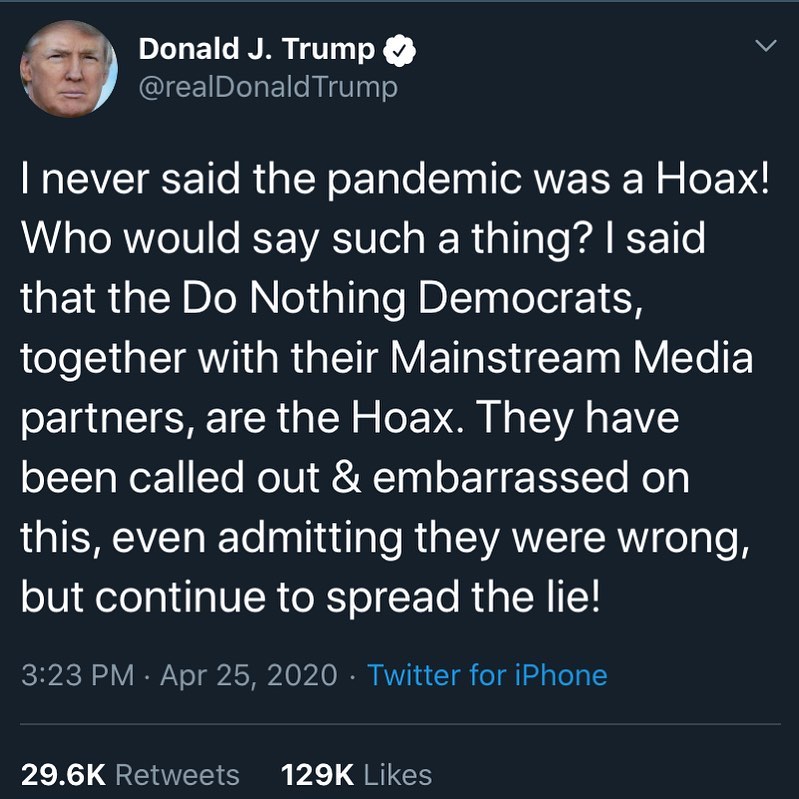 Donald J. Trump
@realDonaldTrump
I never said the pandemic was a Hoax!
Who would say such a thing? I said
that the Do Nothing Democrats,
together with their Mainstream Media
partners, are the Hoax. They have
been called out & embarrassed on
this, even admitting they were wrong,
but continue to spread the lie!
3:23 PM · Apr 25, 2020 · Twitter for iPhone
29.6K Retweets 129K Likes